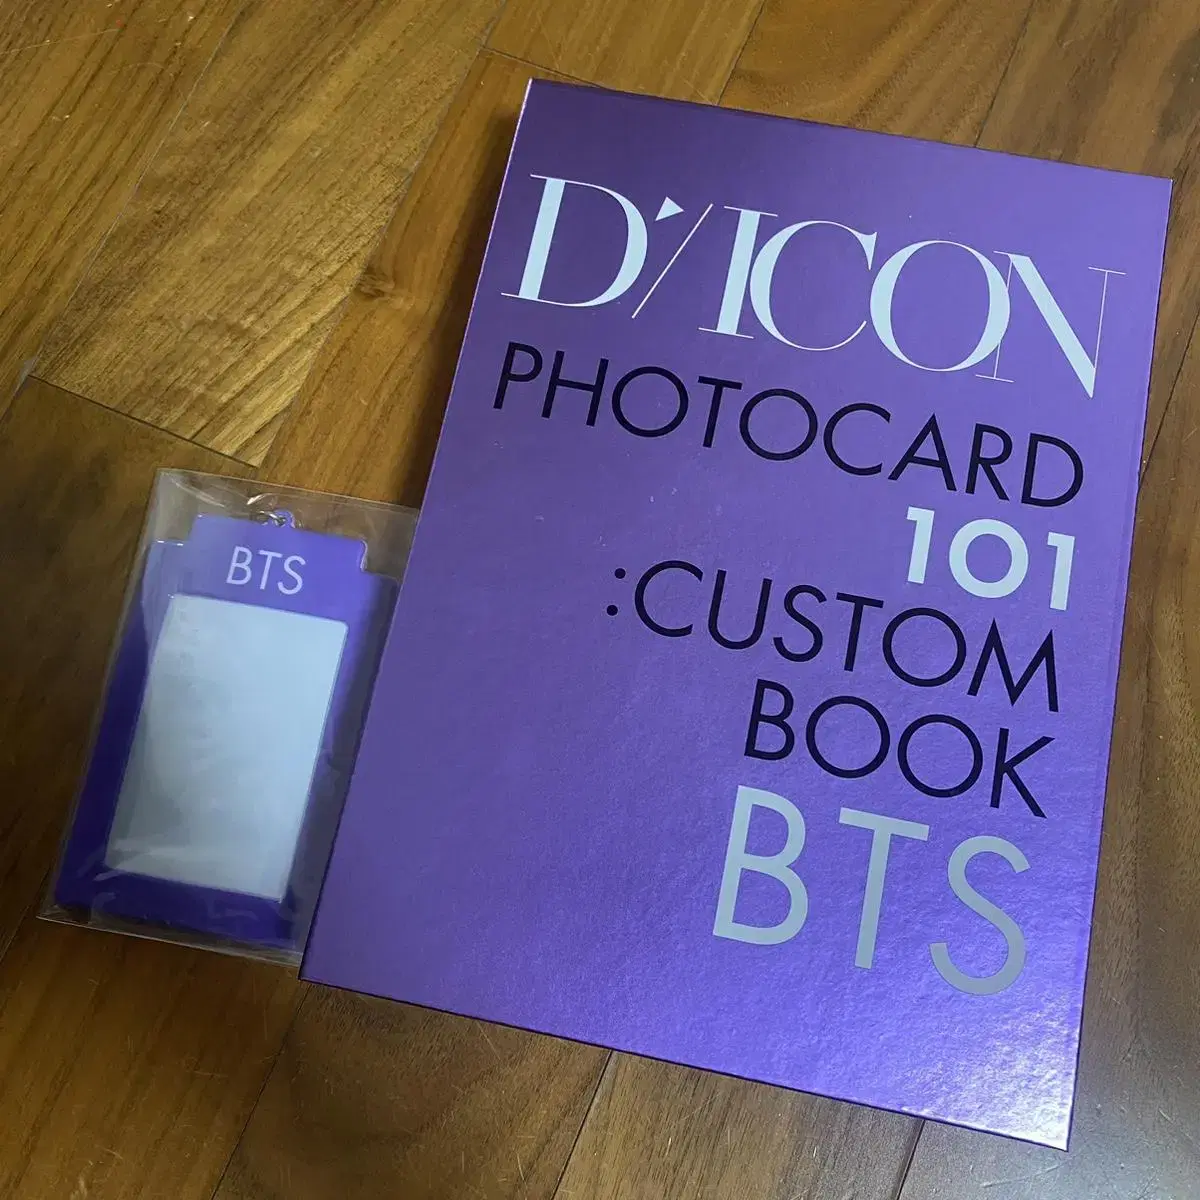 D'/ICON
PHOTOCARD
101
:CUSTOM
BOOK
BTS
BTS